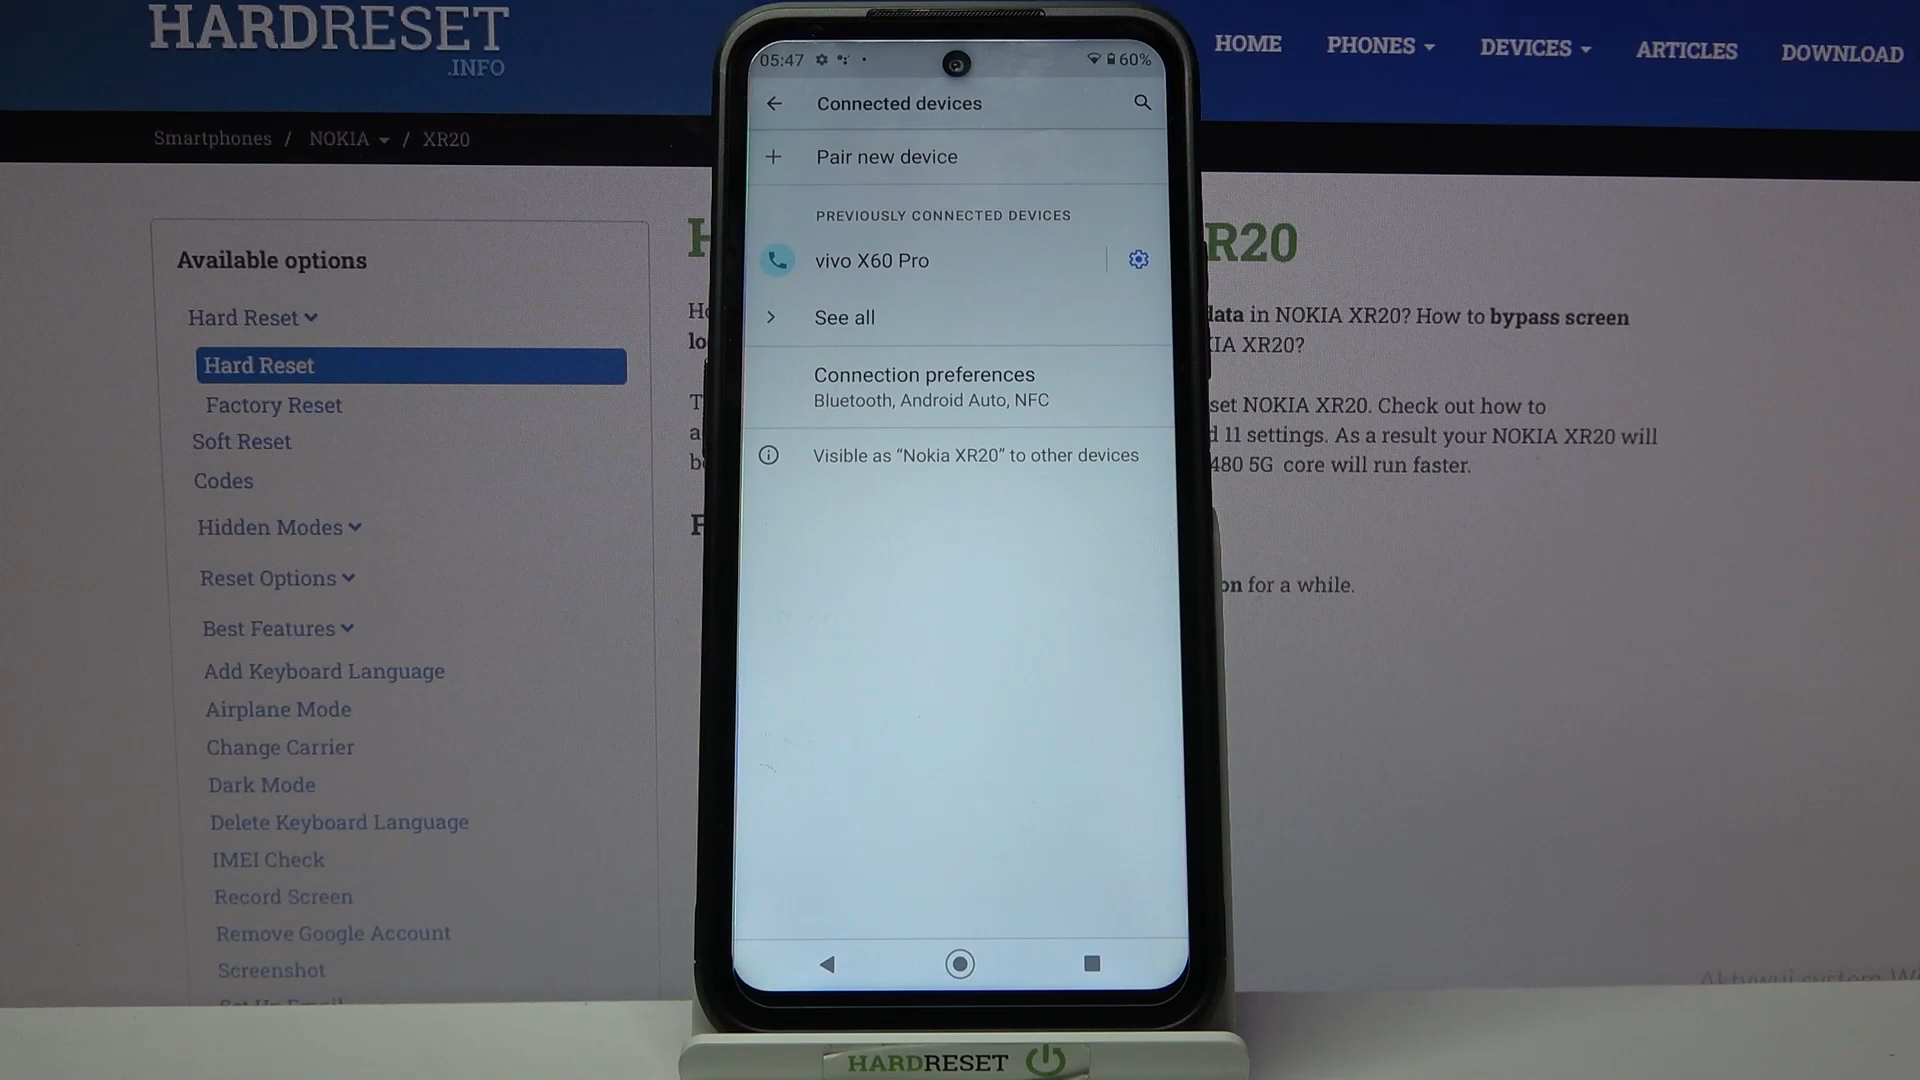 HARDRESET
.INFO
HOME PHONES DEVICES ARTICLES DOWNLOAD
Smartphones / NOKIA / XR20
Available options
Hard Reset
Hard Reset
Factory Reset
Soft Reset
Codes
Hidden Modes
Reset Options
Best Features
Add Keyboard Language
Airplane Mode
Change Carrier
Dark Mode
Delete Keyboard Language
IMEI Check
Record Screen
Remove Google Account
Screenshot
05:47 60%
Connected devices
Pair new device
PREVIOUSLY CONNECTED DEVICES
vivo X60 Pro
See all
Connection preferences
Bluetooth, Android Auto, NFC
Visible as “Nokia XR20” to other devices
R20
data in NOKIA XR20? How to bypass screen
XR20?
set NOKIA XR20. Check out how to
11 settings. As a result your NOKIA XR20 will
480 5G core will run faster.
on for a while.
Aktywuj system
HARDRESET